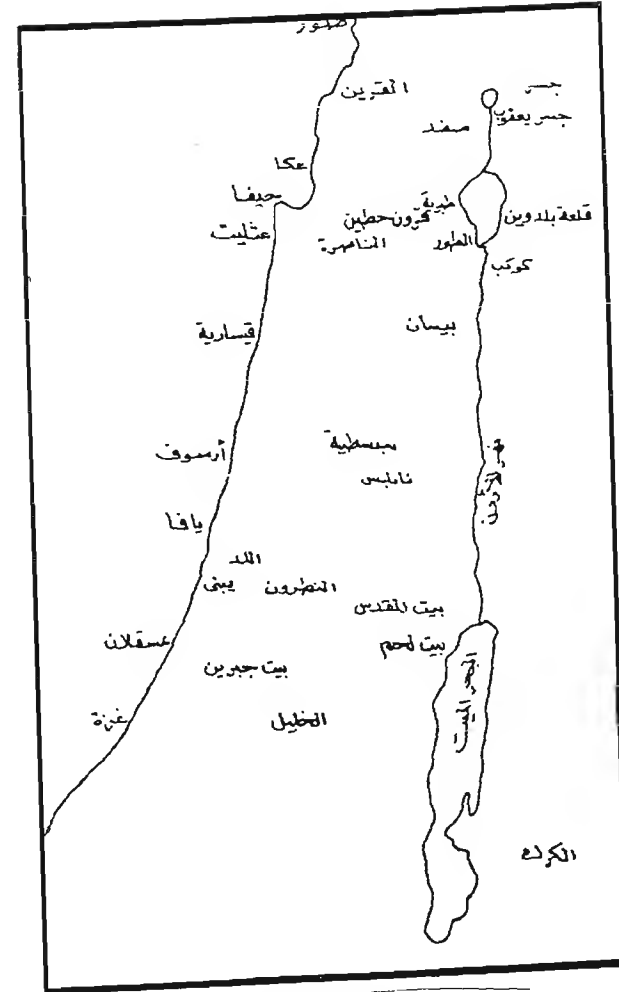 صور
القرين
جسر
جسر يعقوب
صفد
عكا
حيفا
طبرية
قرون حطين
قلعة بلدوين
عتليت
الناصرة
الطور
كوكب
بيسان
قيسارية
سبسطية
أرسوف
نابلس
نهر الأردن
يافا
اللد
يبنى
النطرون
بيت المقدس
عسقلان
بيت لحم
بيت جبرين
البحر الميت
غزة
الخليل
الكرك